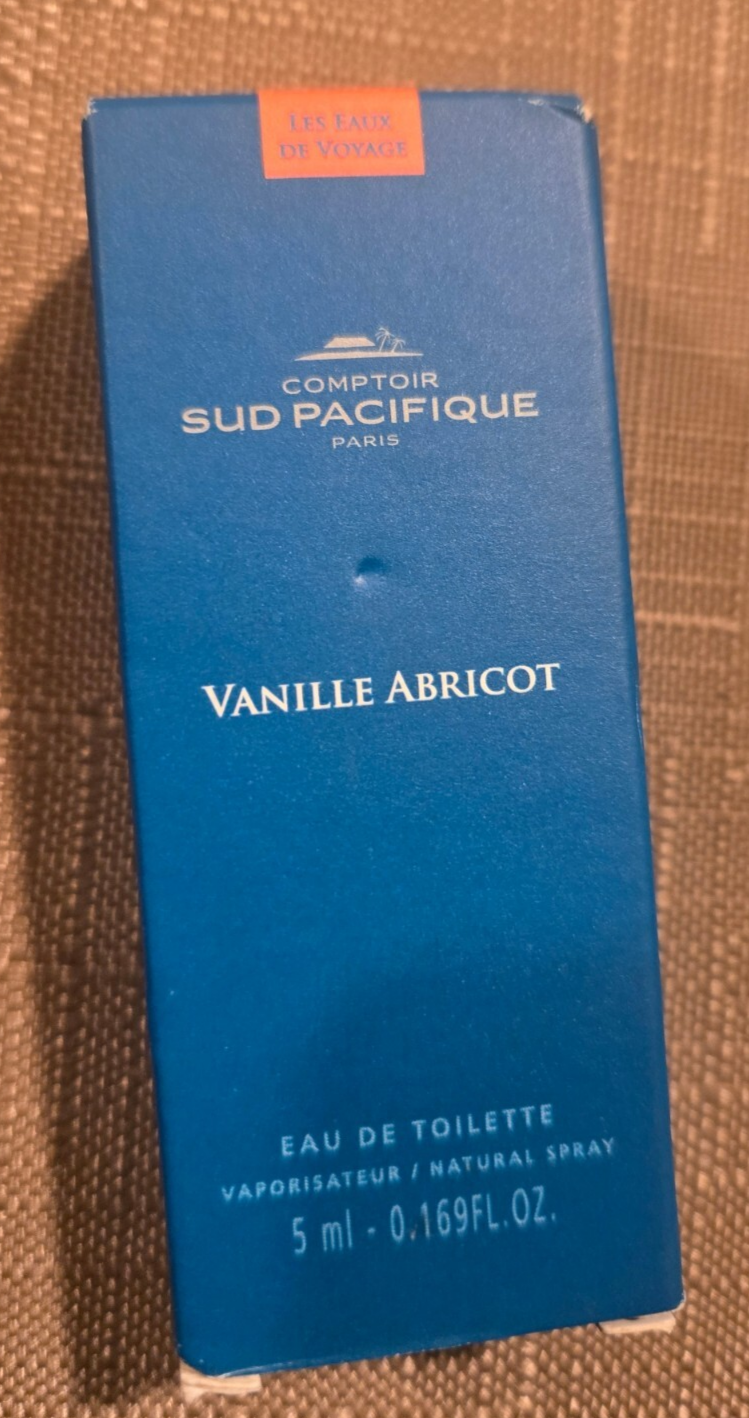 LES EAUX
DE VOYAGE
COMPTOIR
SUD PACIFIQUE
PARIS
VANILLE ABRICOT
EAU DE TOILETTE
VAPORISATEUR / NATURAL SPRAY
5 ml - 0.169FL.OZ.